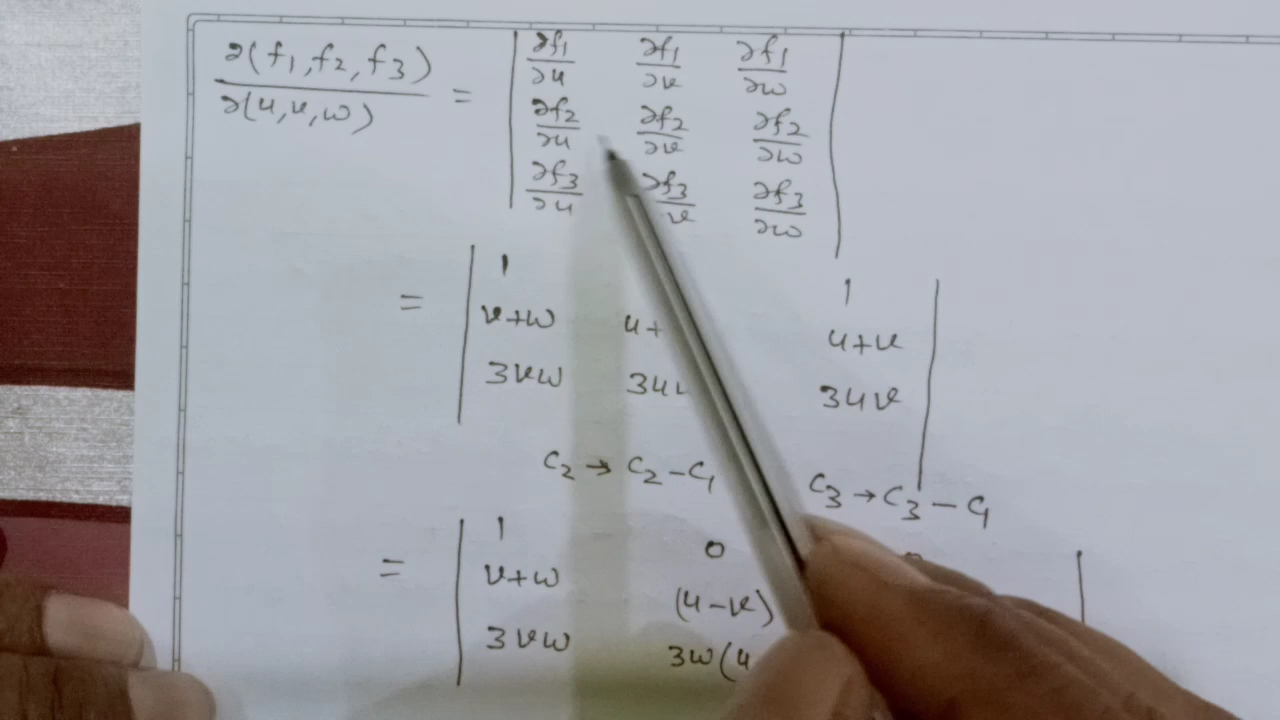 ∂(f1,f2,f3)/∂(u,v,w) = | ∂f1/∂u ∂f1/∂v ∂f1/∂w |
| ∂f2/∂u ∂f2/∂v ∂f2/∂w |
| ∂f3/∂u ∂f3/∂v ∂f3/∂w |
= | 1 1 |
| v+w u+ u+v |
| 3vw 3u 3uv |
C2 → C2-C1 C3 → C3-C1
= | 1 0 |
| v+w (u-v) |
| 3vw 3w(u